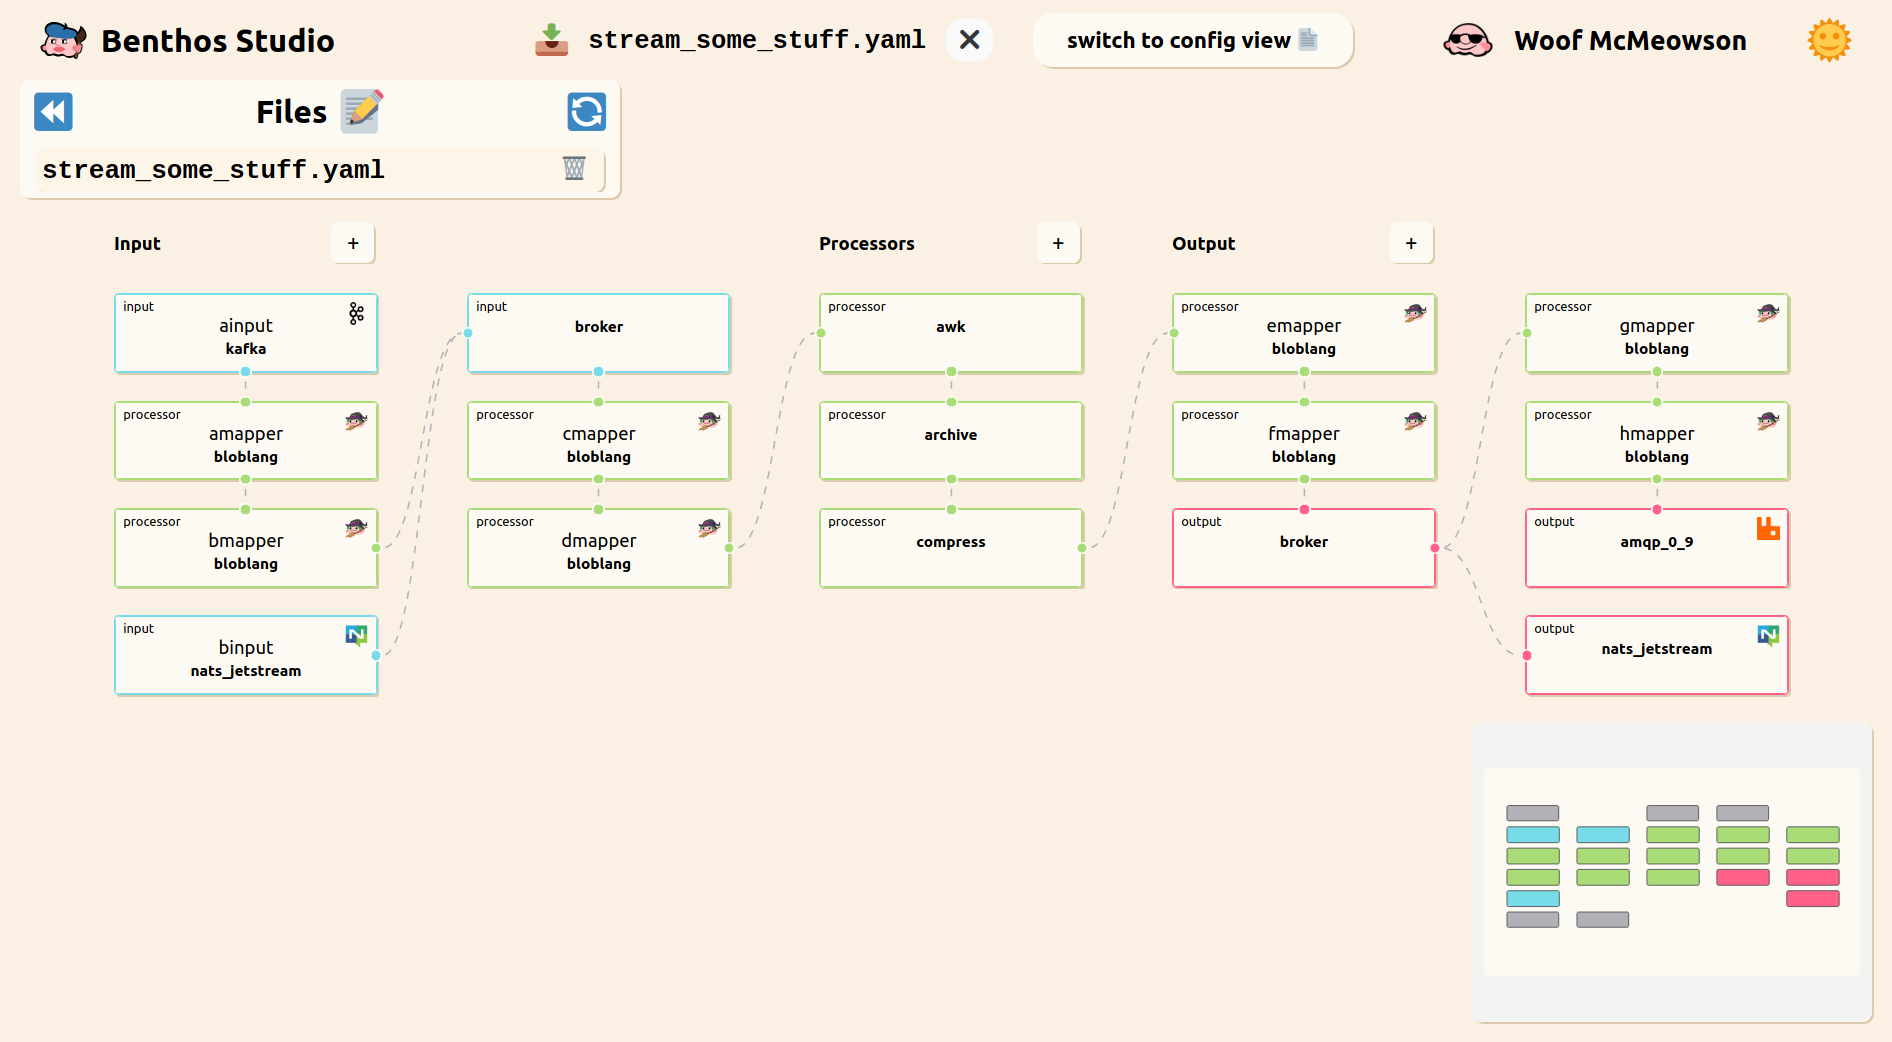 Benthos Studio
stream_some_stuff.yaml
switch to config view
Woof McMeowson
Files
stream_some_stuff.yaml
Input +
Processors +
Output +
input
ainput
kafka
processor
amapper
bloblang
processor
bmapper
bloblang
input
binput
nats_jetstream
input
broker
processor
cmapper
bloblang
processor
dmapper
bloblang
processor
awk
processor
archive
processor
compress
processor
emapper
bloblang
processor
fmapper
bloblang
output
broker
processor
gmapper
bloblang
processor
hmapper
bloblang
output
amqp_0_9
output
nats_jetstream